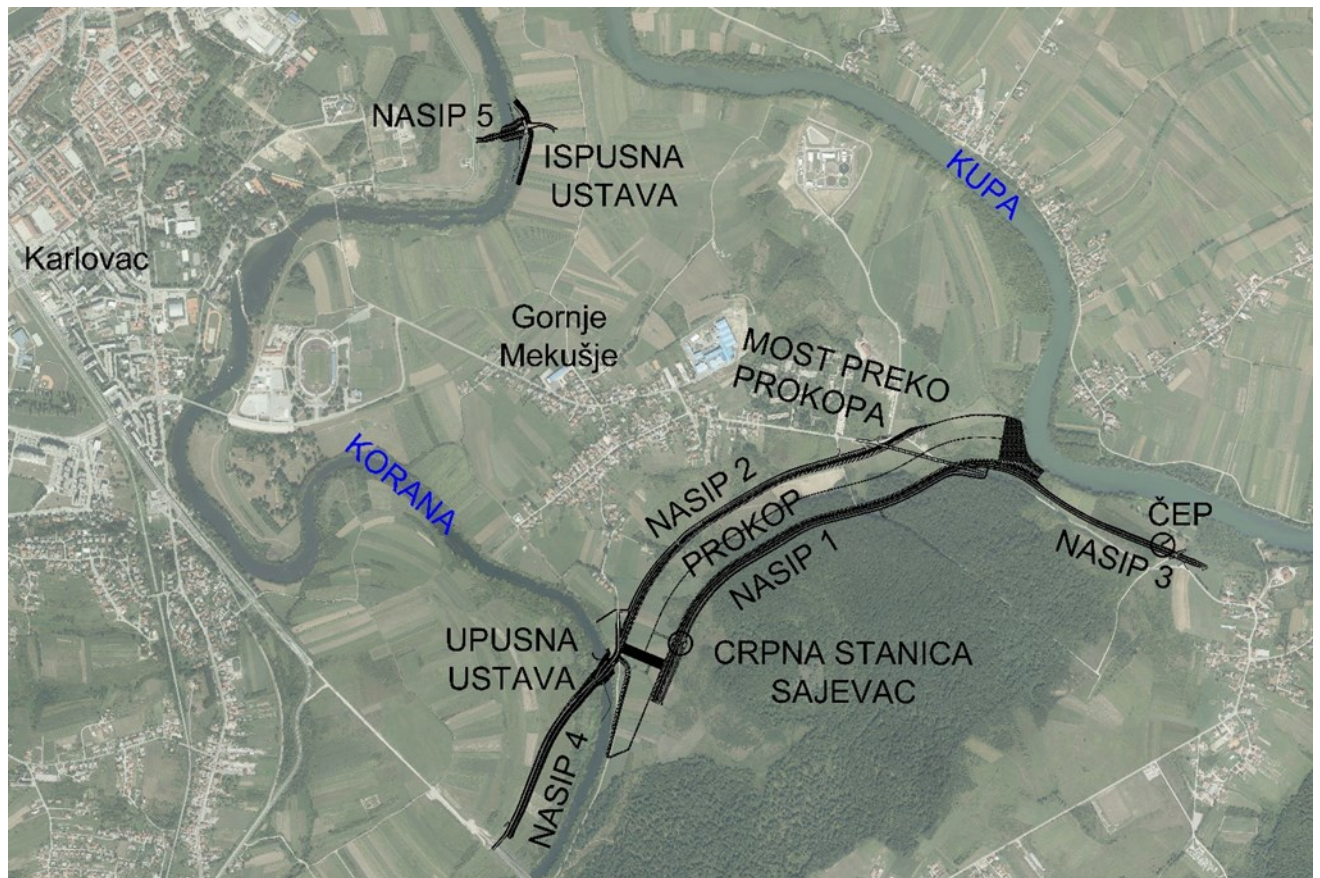 NASIP 5
ISPUSNA
USTAVA
KUPA
Karlovac
Gornje
Mekušje
MOST PREKO
PROKOPA
KORANA
NASIP 2
PROKOP
NASIP 1
ČEP
NASIP 3
UPUSNA
USTAVA
CRPNA STANICA
SAJEVAC
NASIP 4